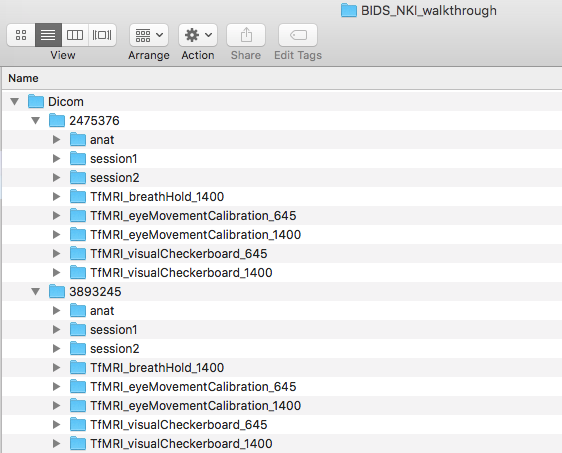 BIDS_NKI_walkthrough
View Arrange Action Share Edit Tags
Name
Dicom
2475376
anat
session1
session2
TfMRI_breathHold_1400
TfMRI_eyeMovementCalibration_645
TfMRI_eyeMovementCalibration_1400
TfMRI_visualCheckerboard_645
TfMRI_visualCheckerboard_1400
3893245
anat
session1
session2
TfMRI_breathHold_1400
TfMRI_eyeMovementCalibration_645
TfMRI_eyeMovementCalibration_1400
TfMRI_visualCheckerboard_645
TfMRI_visualCheckerboard_1400